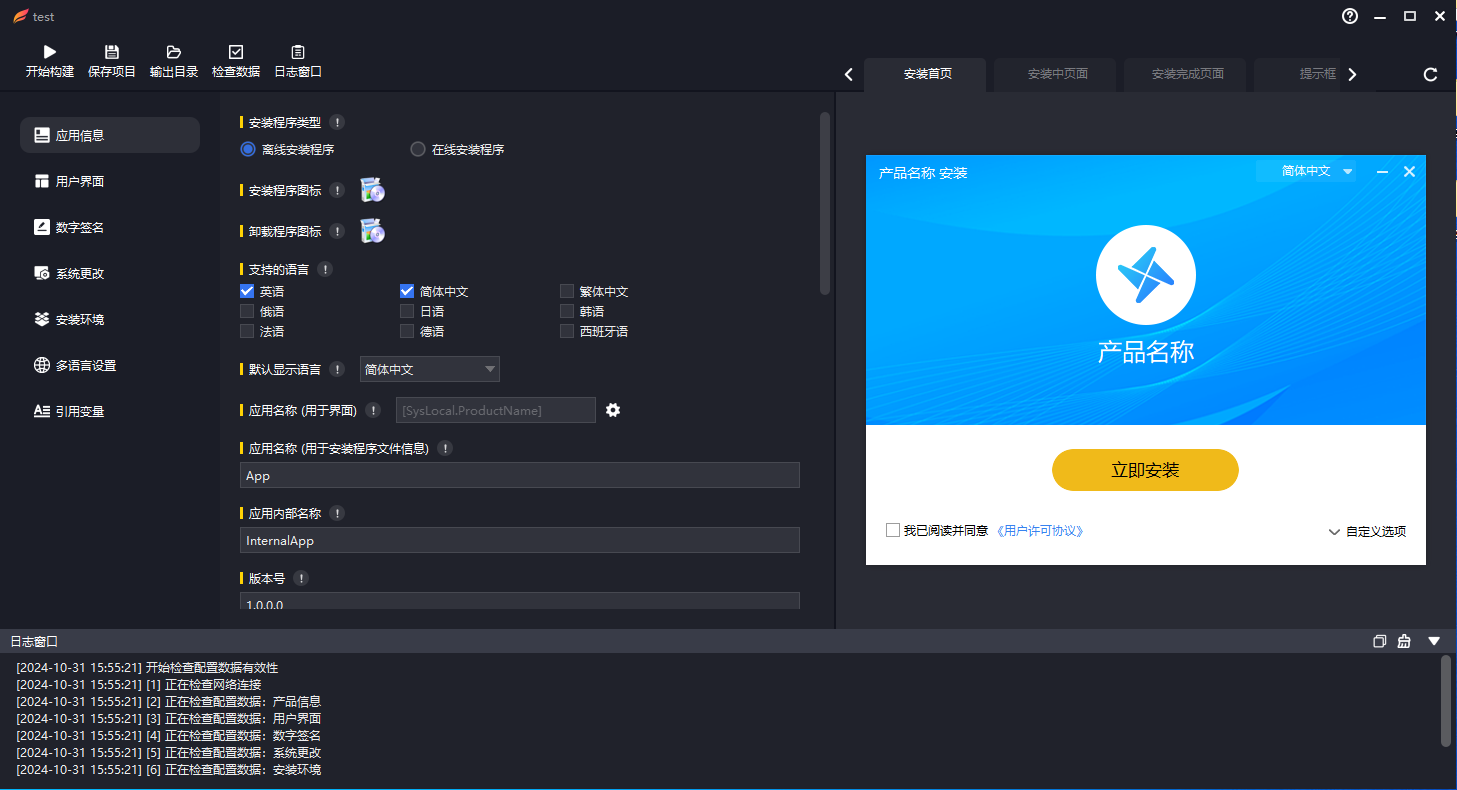 test
开始构建 保存项目 输出目录 检查数据 日志窗口
安装首页 安装中页面 安装完成页面 提示框
应用信息
用户界面
数字签名
系统更改
安装环境
多语言设置
引用变量
安装程序类型
离线安装程序 在线安装程序
安装程序图标
卸载程序图标
支持的语言
英语 简体中文 繁体中文
俄语 日语 韩语
法语 德语 西班牙语
默认显示语言 简体中文
应用名称 (用于界面) [SysLocal.ProductName]
应用名称 (用于安装程序文件信息)
App
应用内部名称
InternalApp
版本号
1.0.0.0
产品名称 安装 简体中文
产品名称
立即安装
我已阅读并同意 《用户许可协议》 自定义选项
日志窗口
[2024-10-31 15:55:21] 开始检查配置数据有效性
[2024-10-31 15:55:21] [1] 正在检查网络连接
[2024-10-31 15:55:21] [2] 正在检查配置数据：产品信息
[2024-10-31 15:55:21] [3] 正在检查配置数据：用户界面
[2024-10-31 15:55:21] [4] 正在检查配置数据：数字签名
[2024-10-31 15:55:21] [5] 正在检查配置数据：系统更改
[2024-10-31 15:55:21] [6] 正在检查配置数据：安装环境